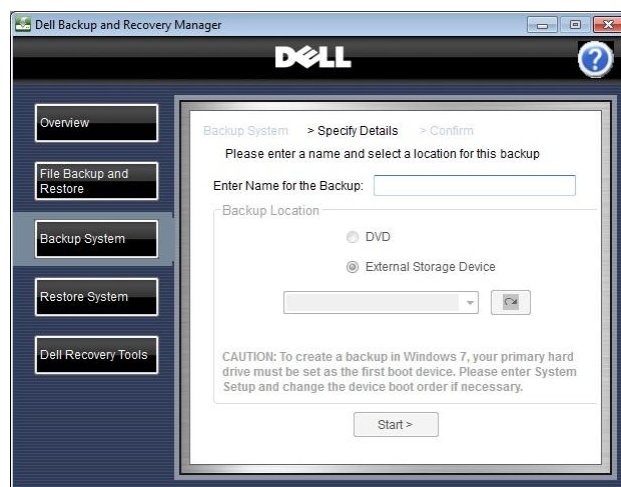 Dell Backup and Recovery Manager
DELL
?
Overview
File Backup and
Restore
Backup System
Restore System
Dell Recovery Tools
Backup System > Specify Details > Confirm
Please enter a name and select a location for this backup
Enter Name for the Backup:
Backup Location
DVD
External Storage Device
CAUTION: To create a backup in Windows 7, your primary hard
drive must be set as the first boot device. Please enter System
Setup and change the device boot order if necessary.
Start >